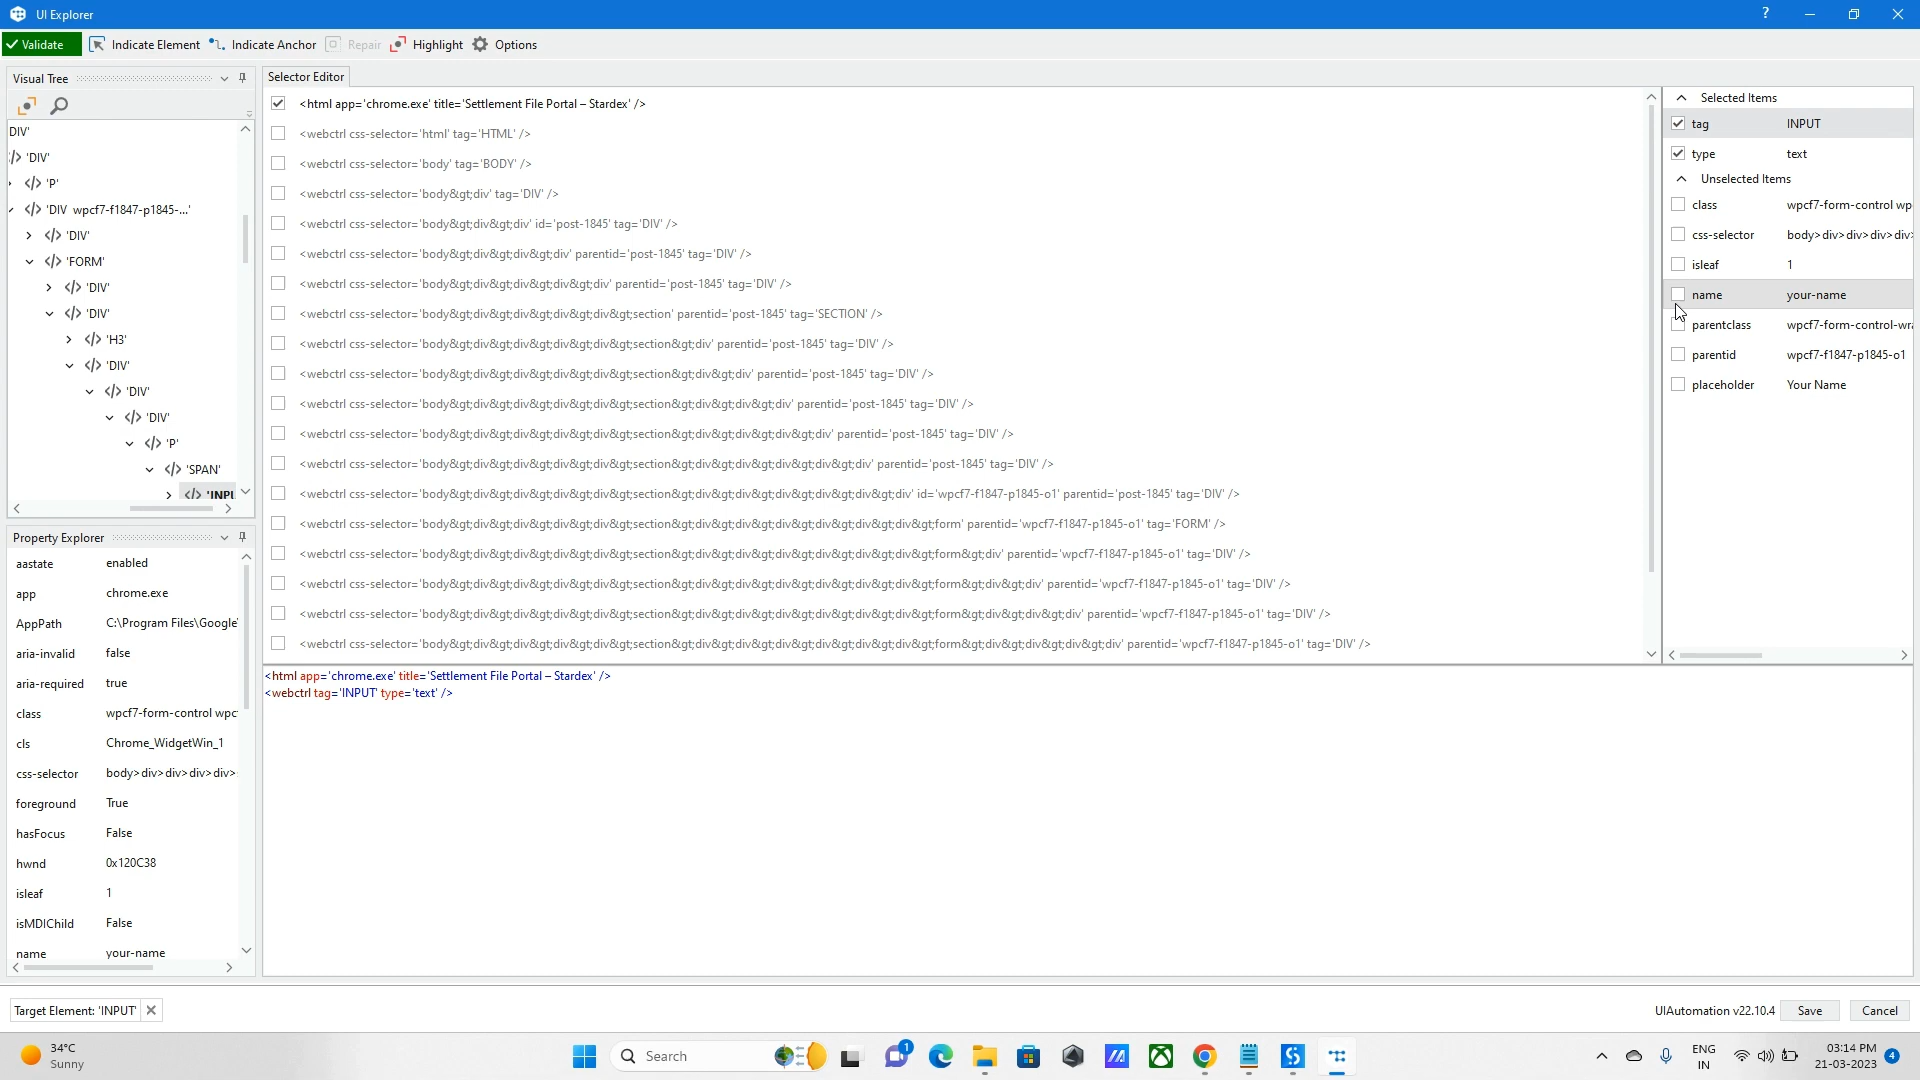 UI Explorer
?
Validate
Indicate Element
Indicate Anchor
Repair
Highlight
Options
Visual Tree
DIV'
'DIV'
'P'
'DIV wpcf7-f1847-p1845-...'
'DIV'
'FORM'
'DIV'
'DIV'
'H3'
'DIV'
'DIV'
'DIV'
'P'
'SPAN'
'INPU
Property Explorer
aastate enabled
app chrome.exe
AppPath C:\Program Files\Google\
aria-invalid false
aria-required true
class wpcf7-form-control wpc
cls Chrome_WidgetWin_1
css-selector body>div>div>div>div>
foreground True
hasFocus False
hwnd 0x120C38
isleaf 1
isMDIChild False
name your-name
Selector Editor
<html app='chrome.exe' title='Settlement File Portal – Stardex' />
<webctrl css-selector='html' tag='HTML' />
<webctrl css-selector='body' tag='BODY' />
<webctrl css-selector='body&gt;div' tag='DIV' />
<webctrl css-selector='body&gt;div&gt;div' id='post-1845' tag='DIV' />
<webctrl css-selector='body&gt;div&gt;div&gt;div' parentid='post-1845' tag='DIV' />
<webctrl css-selector='body&gt;div&gt;div&gt;div&gt;div' parentid='post-1845' tag='DIV' />
<webctrl css-selector='body&gt;div&gt;div&gt;div&gt;div&gt;section' parentid='post-1845' tag='SECTION' />
<webctrl css-selector='body&gt;div&gt;div&gt;div&gt;div&gt;section&gt;div' parentid='post-1845' tag='DIV' />
<webctrl css-selector='body&gt;div&gt;div&gt;div&gt;div&gt;section&gt;div&gt;div' parentid='post-1845' tag='DIV' />
<webctrl css-selector='body&gt;div&gt;div&gt;div&gt;div&gt;section&gt;div&gt;div&gt;div' parentid='post-1845' tag='DIV' />
<webctrl css-selector='body&gt;div&gt;div&gt;div&gt;div&gt;section&gt;div&gt;div&gt;div&gt;div' parentid='post-1845' tag='DIV' />
<webctrl css-selector='body&gt;div&gt;div&gt;div&gt;div&gt;section&gt;div&gt;div&gt;div&gt;div&gt;div' parentid='post-1845' tag='DIV' />
<webctrl css-selector='body&gt;div&gt;div&gt;div&gt;div&gt;section&gt;div&gt;div&gt;div&gt;div&gt;div&gt;div' id='wpcf7-f1847-p1845-o1' parentid='post-1845' tag='DIV' />
<webctrl css-selector='body&gt;div&gt;div&gt;div&gt;div&gt;section&gt;div&gt;div&gt;div&gt;div&gt;div&gt;div&gt;form' parentid='wpcf7-f1847-p1845-o1' tag='FORM' />
<webctrl css-selector='body&gt;div&gt;div&gt;div&gt;div&gt;section&gt;div&gt;div&gt;div&gt;div&gt;div&gt;div&gt;form&gt;div' parentid='wpcf7-f1847-p1845-o1' tag='DIV' />
<webctrl css-selector='body&gt;div&gt;div&gt;div&gt;div&gt;section&gt;div&gt;div&gt;div&gt;div&gt;div&gt;div&gt;form&gt;div&gt;div' parentid='wpcf7-f1847-p1845-o1' tag='DIV' />
<webctrl css-selector='body&gt;div&gt;div&gt;div&gt;div&gt;section&gt;div&gt;div&gt;div&gt;div&gt;div&gt;div&gt;form&gt;div&gt;div&gt;div' parentid='wpcf7-f1847-p1845-o1' tag='DIV' />
<webctrl css-selector='body&gt;div&gt;div&gt;div&gt;div&gt;section&gt;div&gt;div&gt;div&gt;div&gt;div&gt;div&gt;form&gt;div&gt;div&gt;div&gt;div' parentid='wpcf7-f1847-p1845-o1' tag='DIV' />
<html app='chrome.exe' title='Settlement File Portal – Stardex' />
<webctrl tag='INPUT' type='text' />
Selected Items
tag INPUT
type text
Unselected Items
class wpcf7-form-control wp
css-selector body>div>div>div>div>
isleaf 1
name your-name
parentclass wpcf7-form-control-wra
parentid wpcf7-f1847-p1845-o1
placeholder Your Name
Target Element: 'INPUT'
UIAutomation v22.10.4
Save
Cancel
34°C
Sunny
Search
1
ENG
IN
03:14 PM
21-03-2023
4